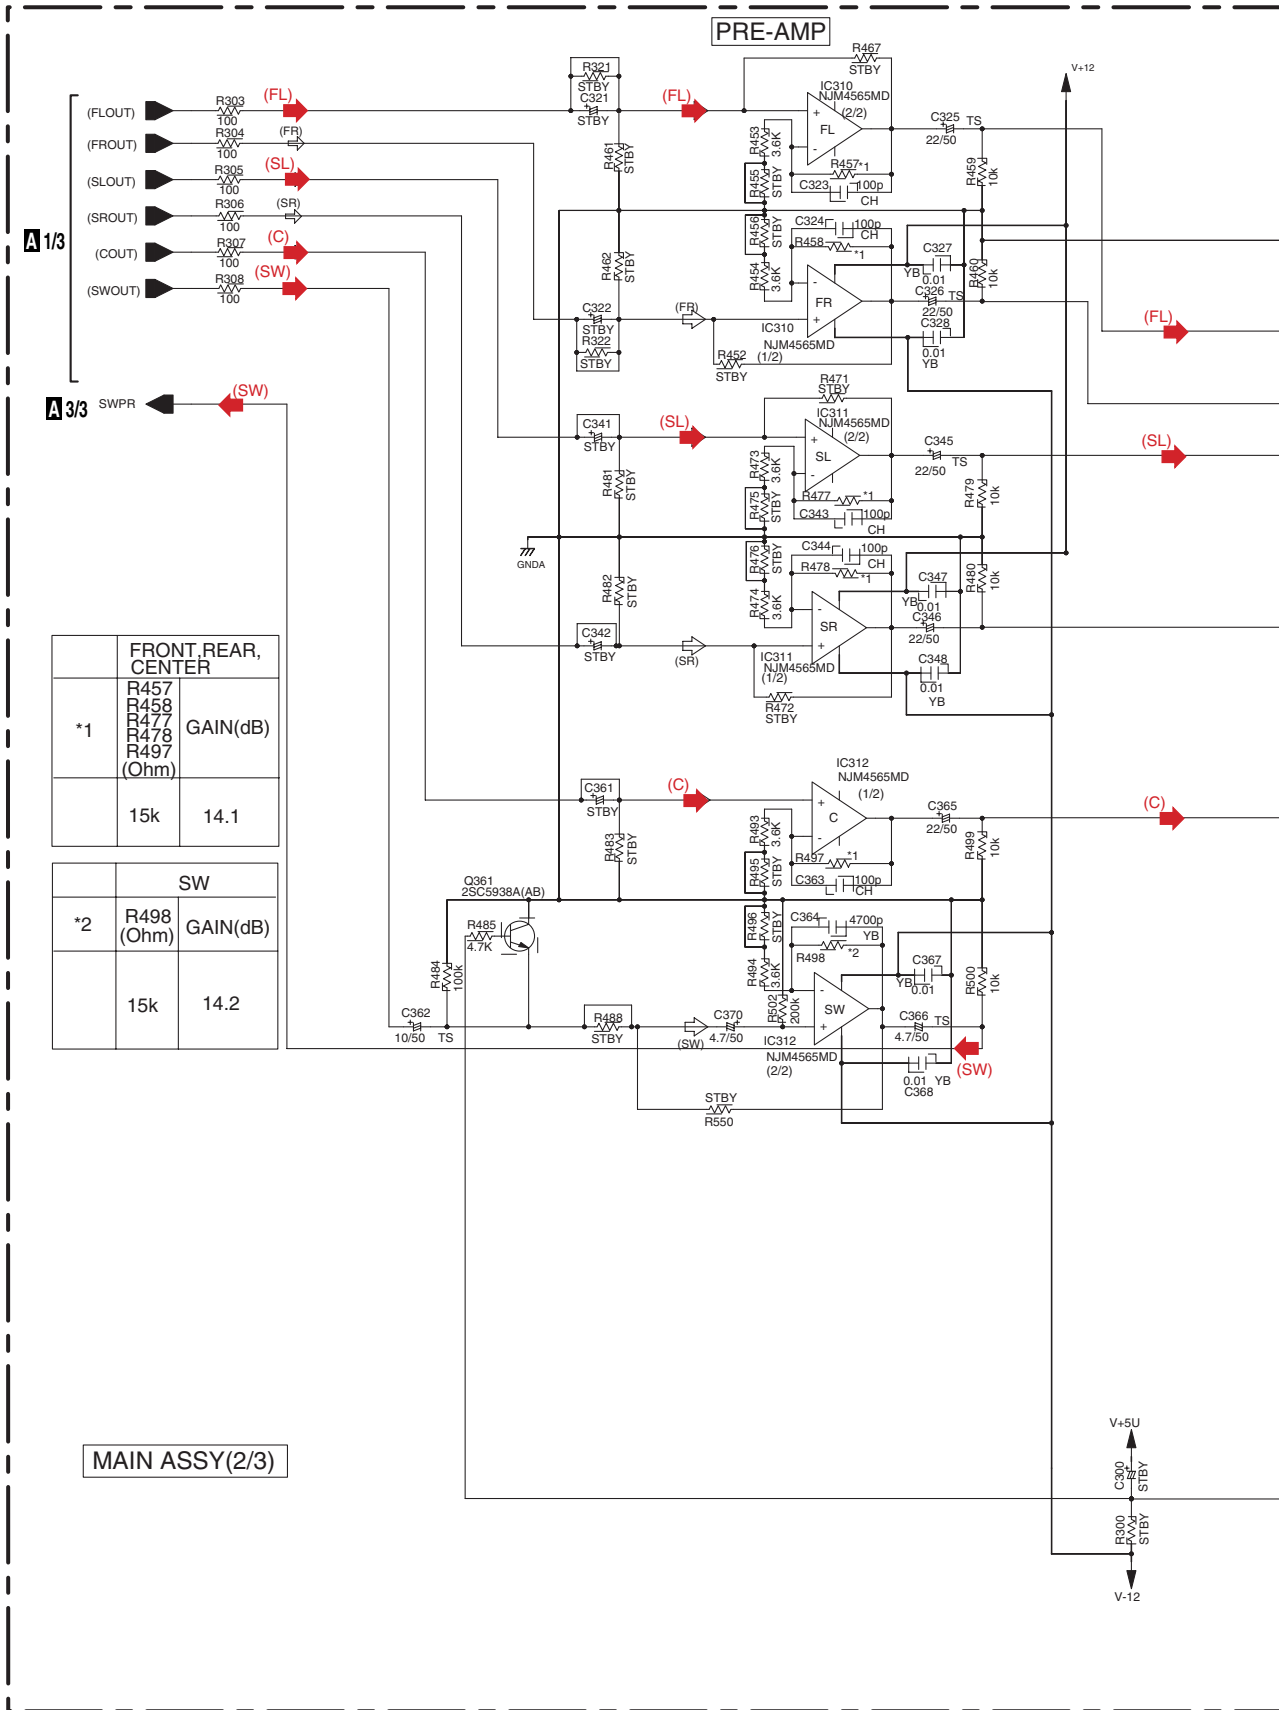 PRE-AMP
R467
STBY
V+12
R321
STBY
C321
STBY
(FL)
(FL)
IC310
NJM4565MD
(2/2)
+
FL
-
C325 TS
22/50
(FLOUT)
R303
100
(FROUT)
R304
100
(FR)
(SLOUT)
R305
100
(SL)
(SROUT)
R306
100
(SR)
A 1/3
(COUT)
R307
100
(C)
(SWOUT)
R308
100
(SW)
R461
STBY
R453
3.6K
R455
STBY
R457 *1
C323 100p
CH
R459
10k
R456
STBY
C324 100p
CH
R458 *1
R462
STBY
R454
3.6K
C327
YB 0.01
R460
10k
C326 TS
22/50
C328
0.01
YB
C322
STBY
R322
STBY
(FR)
-
FR
+
IC310
NJM4565MD
(1/2)
R452
STBY
(FL)
A 3/3
SWPR
(SW)
R471
STBY
C341
STBY
(SL)
IC311
NJM4565MD
(2/2)
+
SL
-
C345 TS
22/50
(SL)
R481
STBY
R473
3.6K
R475
STBY
R477 *1
C343 100p
CH
R479
10k
GNDA
R476
STBY
C344 100p
CH
R478 *1
R482
STBY
R474
3.6K
C347
YB 0.01
R480
10k
C346
22/50
C348
0.01
YB
C342
STBY
(SR)
-
SR
+
IC311
NJM4565MD
(1/2)
R472
STBY
FRONT,REAR,
CENTER
*1
R457
R458
R477
R478
R497
(Ohm)
GAIN(dB)
15k 14.1
C361
STBY
(C)
IC312
NJM4565MD
(1/2)
+
C
-
C365
22/50
(C)
R483
STBY
R493
3.6K
R495
STBY
R497 *1
C363 100p
CH
R499
10k
SW
*2
R498
(Ohm)
GAIN(dB)
15k 14.2
Q361
2SC5938A(AB)
R485
4.7K
R484
100k
R496
STBY
C364 4700p
YB
R498 *2
R494
3.6K
R502
200k
C367
YB 0.01
R500
10k
C362
10/50 TS
R488
STBY
(SW)
C370
4.7/50
-
SW
+
IC312
NJM4565MD
(2/2)
C366 TS
4.7/50
(SW)
0.01 YB
C368
STBY
R550
MAIN ASSY(2/3)
V+5U
C300
STBY
R300
STBY
V-12